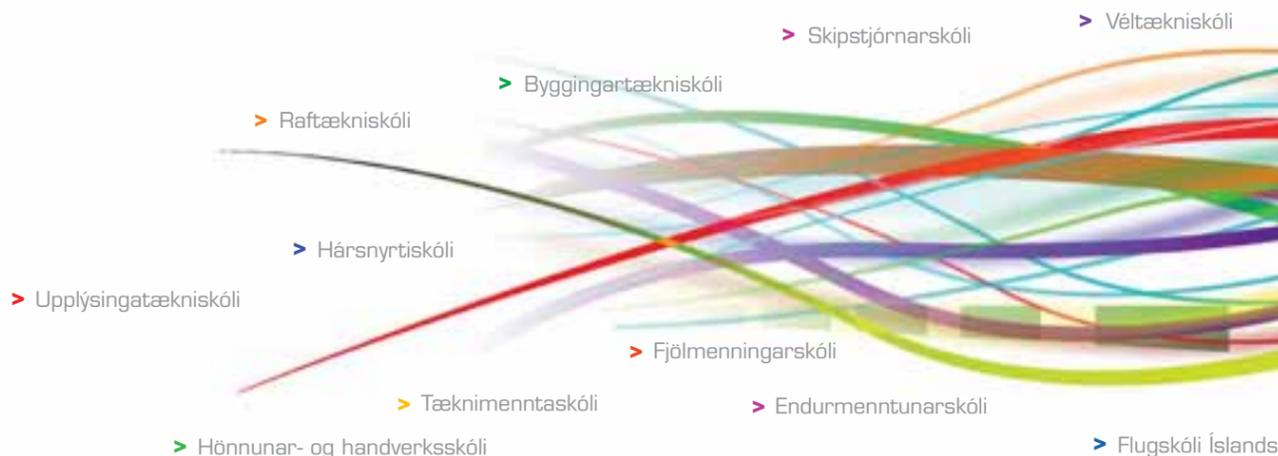 > Véltækniskóli
> Skipstjórnarskóli
> Byggingartækniskóli
> Raftækniskóli
> Hársnyrtiskóli
> Upplýsingatækniskóli
> Fjölmenningarskóli
> Tæknimenntaskóli
> Endurmenntunarskóli
> Hönnunar- og handverksskóli
> Flugskóli Íslands